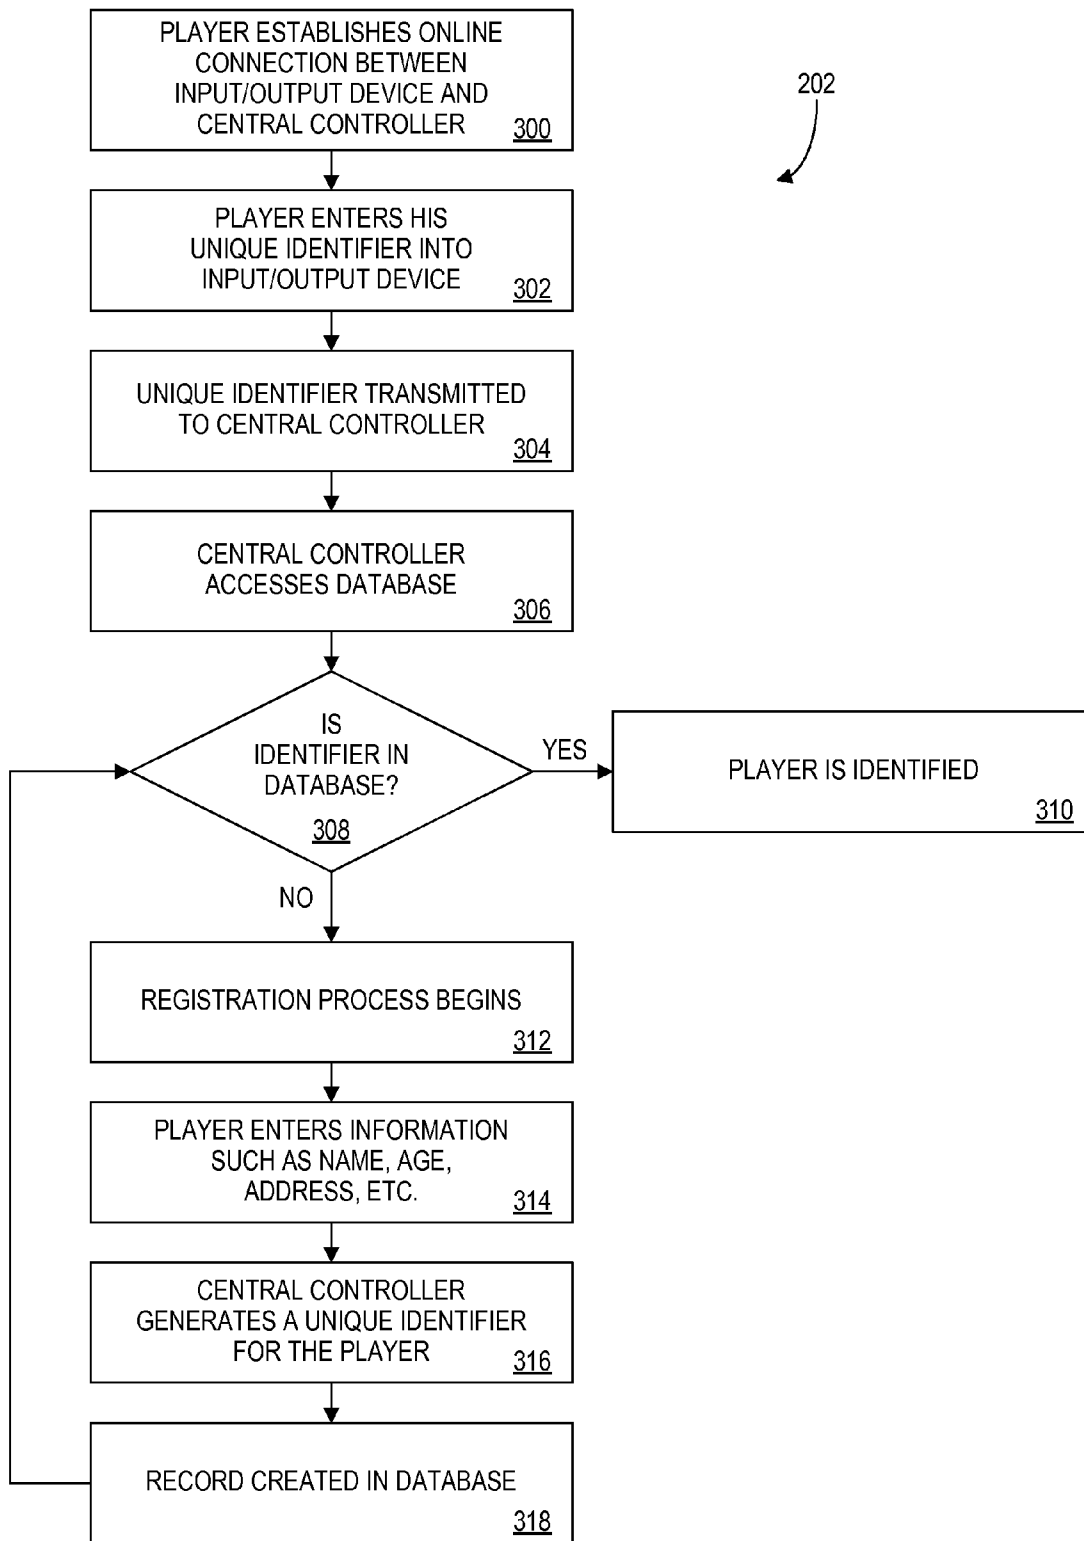 PLAYER ESTABLISHES ONLINE
CONNECTION BETWEEN
INPUT/OUTPUT DEVICE AND
CENTRAL CONTROLLER
300
202
PLAYER ENTERS HIS
UNIQUE IDENTIFIER INTO
INPUT/OUTPUT DEVICE
302
UNIQUE IDENTIFIER TRANSMITTED
TO CENTRAL CONTROLLER
304
CENTRAL CONTROLLER
ACCESSES DATABASE
306
IS
IDENTIFIER IN
DATABASE?
308
YES
PLAYER IS IDENTIFIED
310
NO
REGISTRATION PROCESS BEGINS
312
PLAYER ENTERS INFORMATION
SUCH AS NAME, AGE,
ADDRESS, ETC.
314
CENTRAL CONTROLLER
GENERATES A UNIQUE IDENTIFIER
FOR THE PLAYER
316
RECORD CREATED IN DATABASE
318